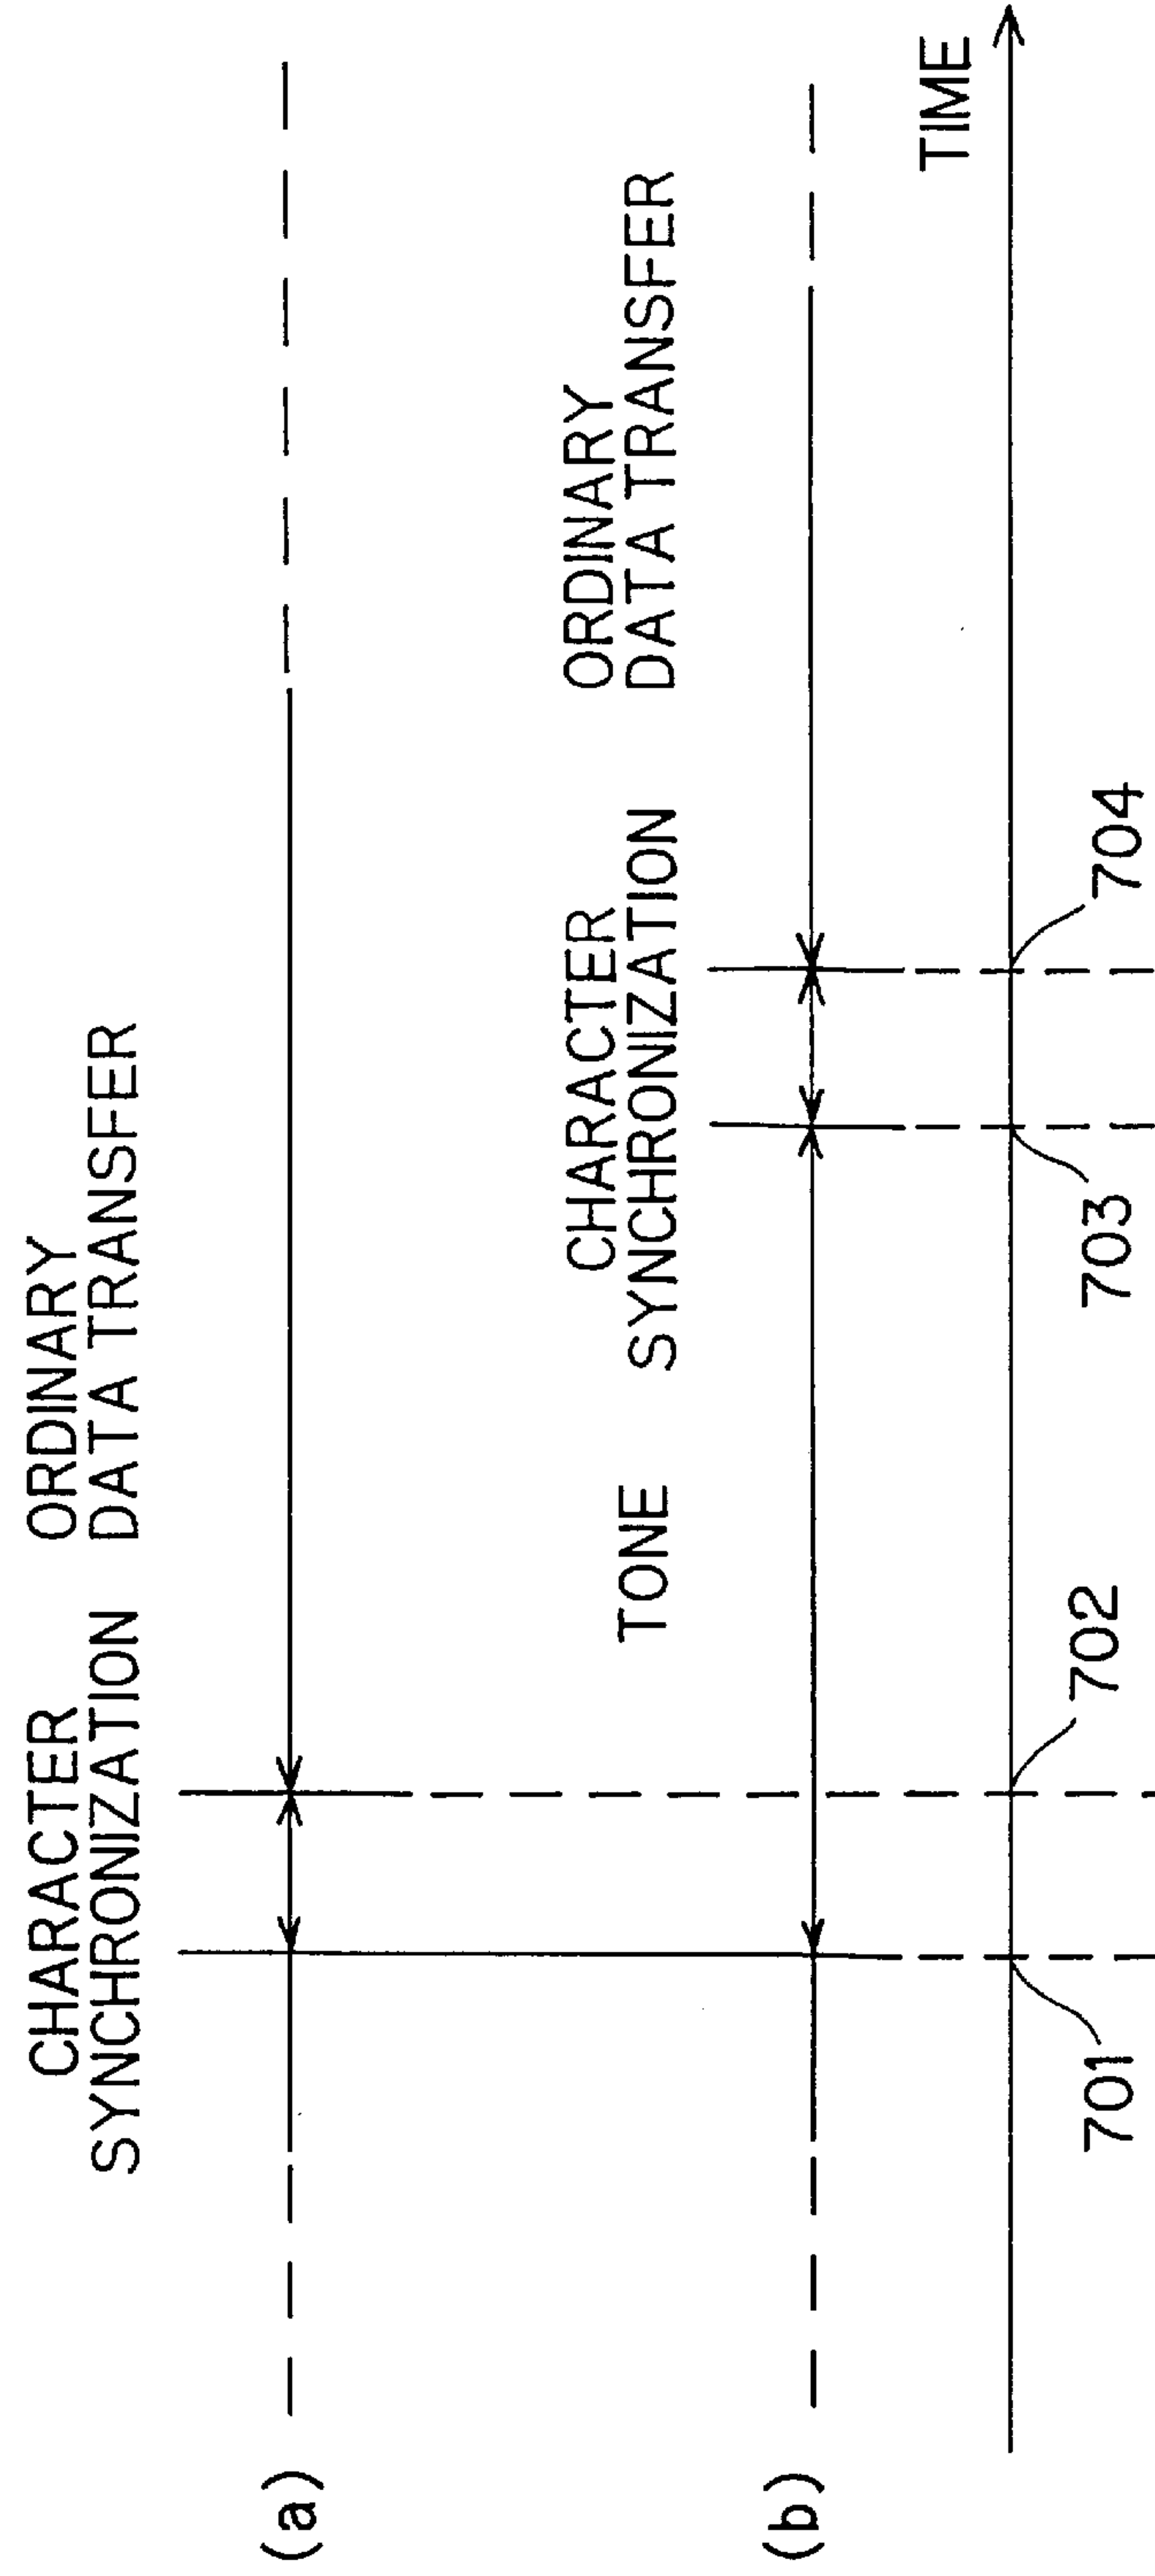 CHARACTER
SYNCHRONIZATION
ORDINARY
DATA TRANSFER
(a)
TONE
CHARACTER
SYNCHRONIZATION
ORDINARY
DATA TRANSFER
(b)
TIME
701
702
703
704